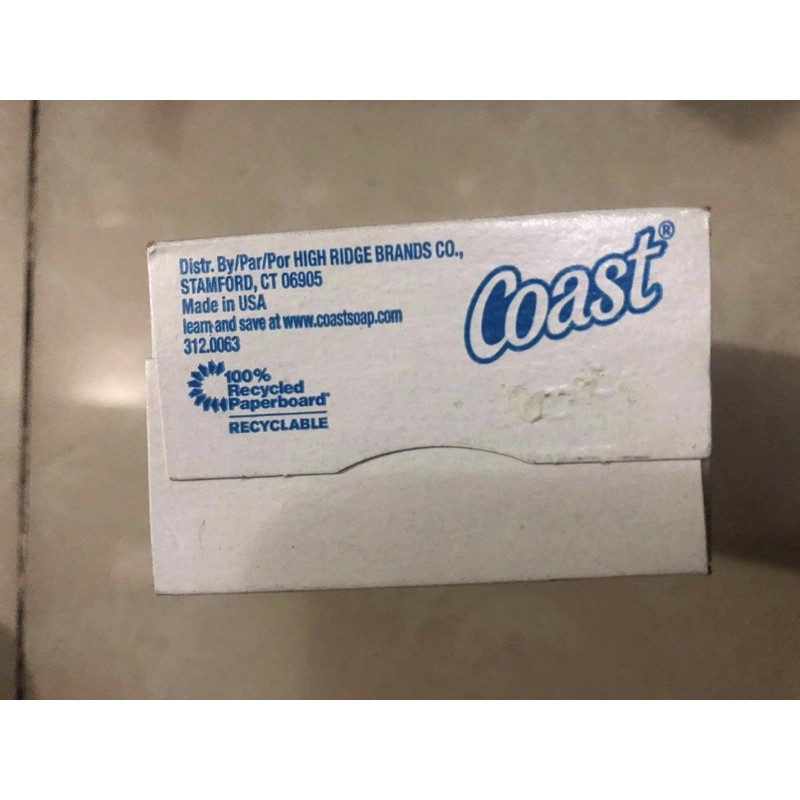 Distr. By/Par/Por HIGH RIDGE BRANDS CO.,
STAMFORD, CT 06905
Made in USA
learn and save at www.coastsoap.com
312.0063
Coast®
100%
Recycled
Paperboard®
RECYCLABLE